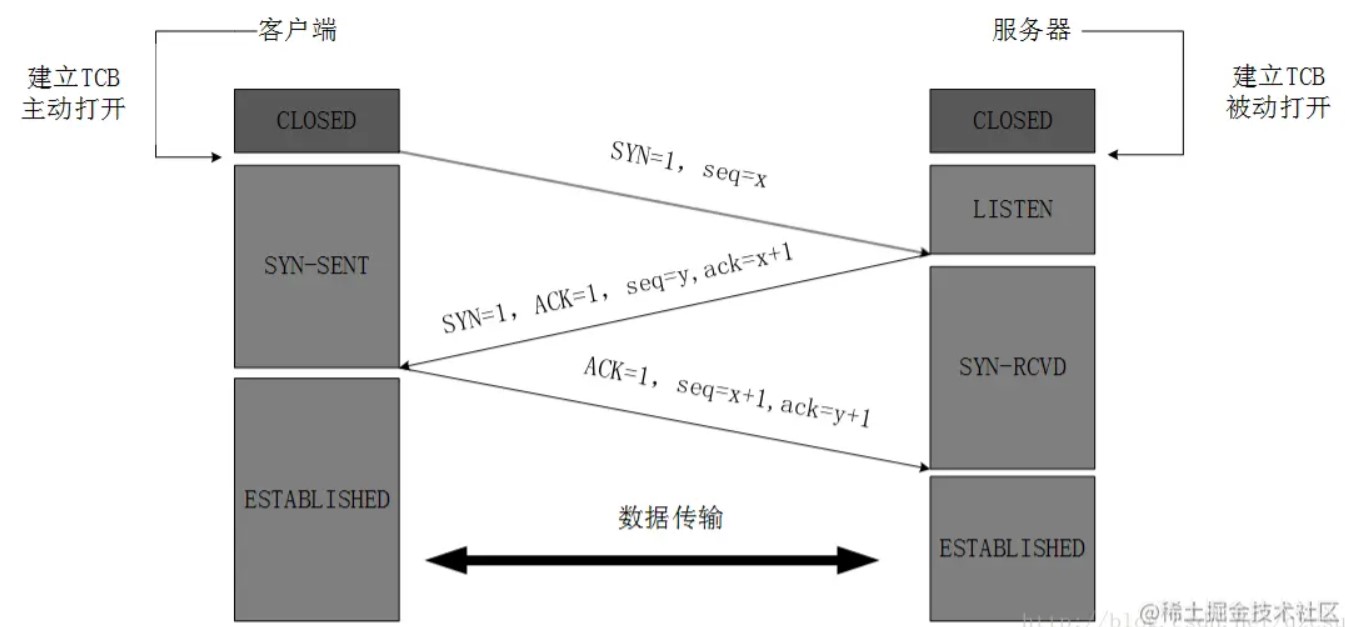 客户端
服务器
建立TCB
主动打开
建立TCB
被动打开
CLOSED
CLOSED
SYN=1, seq=x
LISTEN
SYN-SENT
SYN=1, ACK=1, seq=y,ack=x+1
SYN-RCVD
ACK=1, seq=x+1,ack=y+1
ESTABLISHED
数据传输
ESTABLISHED
@稀土掘金技术社区